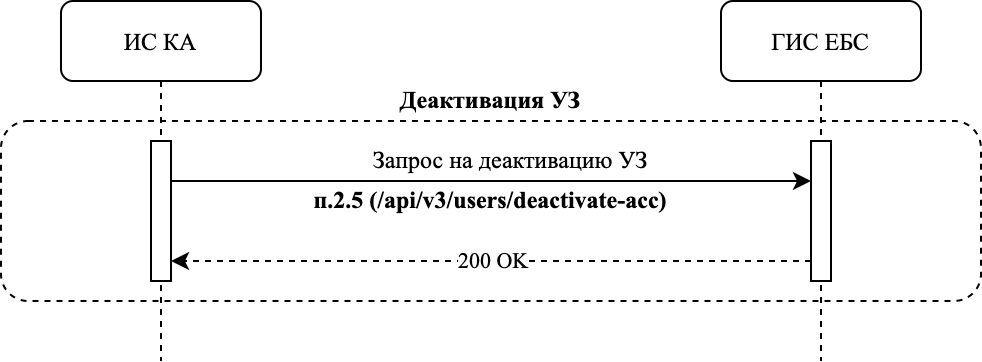 ИС КА
ГИС ЕБС
Деактивация УЗ
Запрос на деактивацию УЗ
п.2.5 (/api/v3/users/deactivate-acc)
200 OK